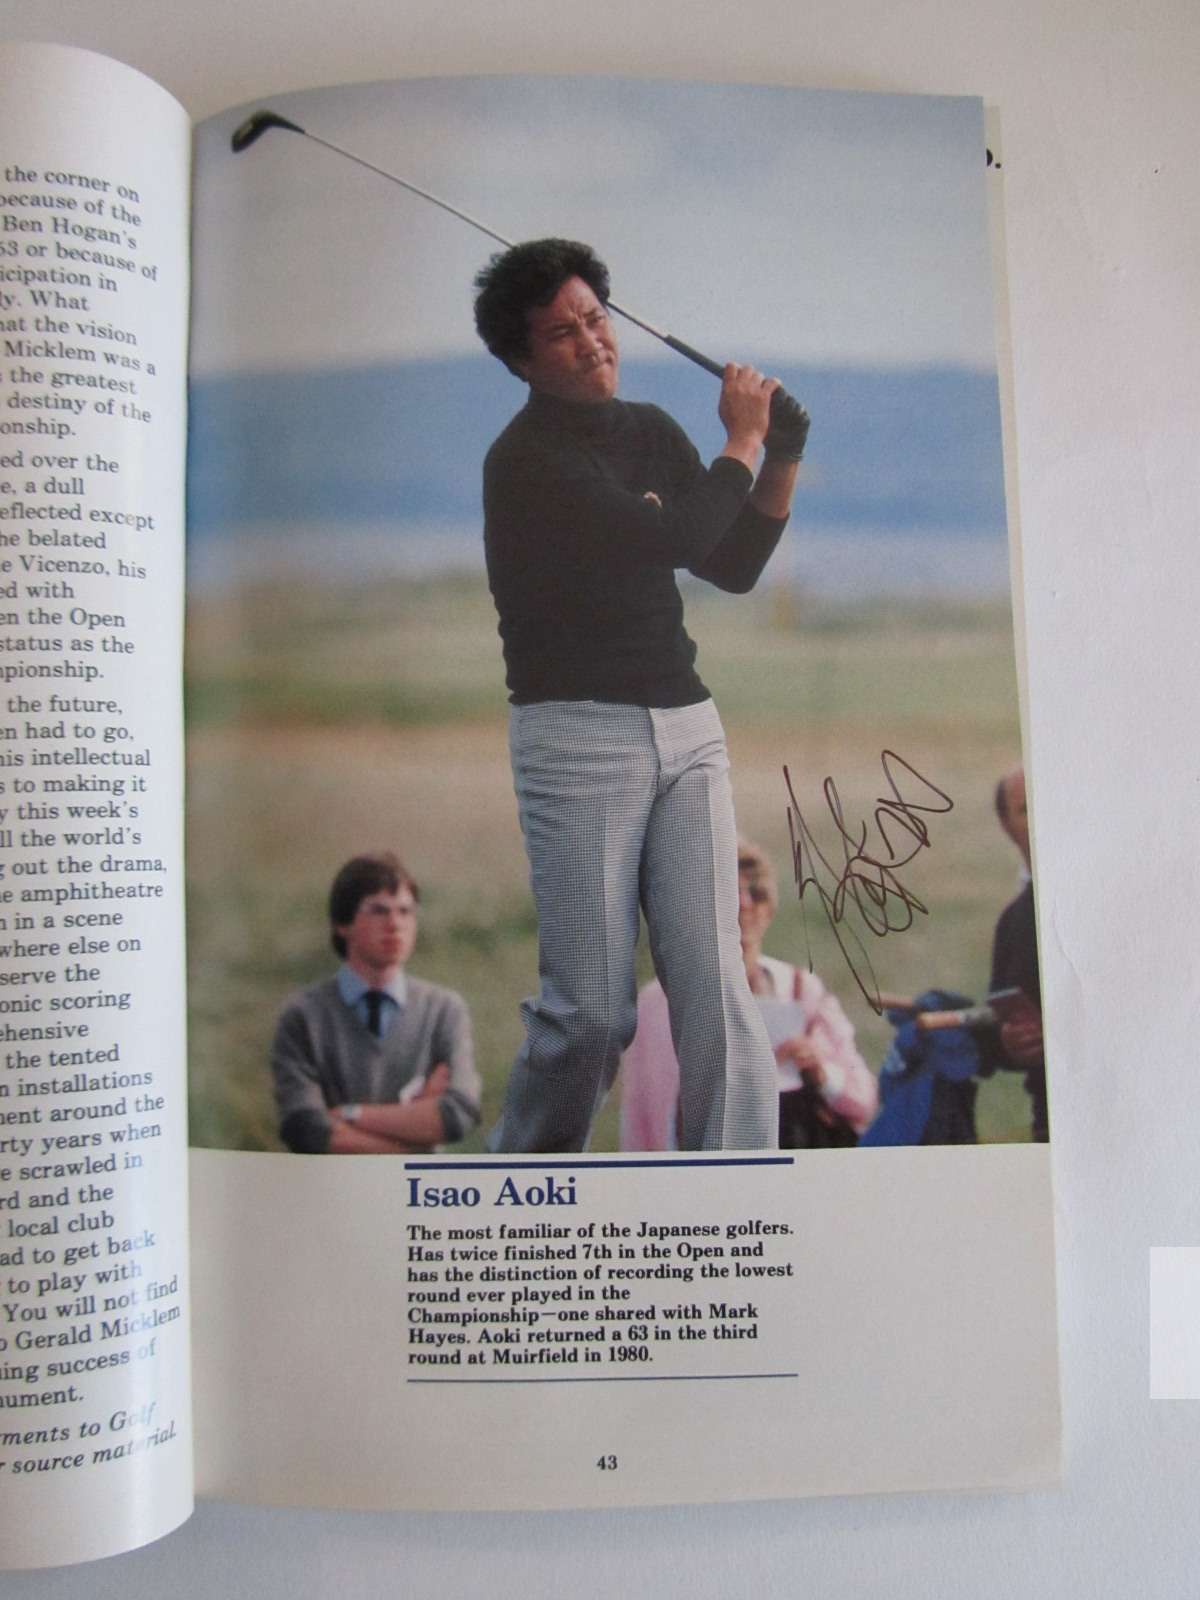 the corner on
because of the
Ben Hogan's
63 or because of
icipation in
ly. What
hat the vision
Micklem was a
the greatest
destiny of the
onship.
ed over the
e, a dull
eflected except
he belated
e Vicenzo, his
ed with
en the Open
status as the
pionship.
the future,
en had to go,
his intellectual
s to making it
y this week's
ll the world's
g out the drama,
e amphitheatre
n in a scene
where else on
serve the
onic scoring
ehensive
the tented
n installations
ment around the
rty years when
e scrawled in
rd and the
local club
ad to get back
to play with
You will not find
o Gerald Micklem
ing success of
ument.
ments to Golf
r source material.
Isao Aoki
The most familiar of the Japanese golfers.
Has twice finished 7th in the Open and
has the distinction of recording the lowest
round ever played in the
Championship—one shared with Mark
Hayes. Aoki returned a 63 in the third
round at Muirfield in 1980.
43